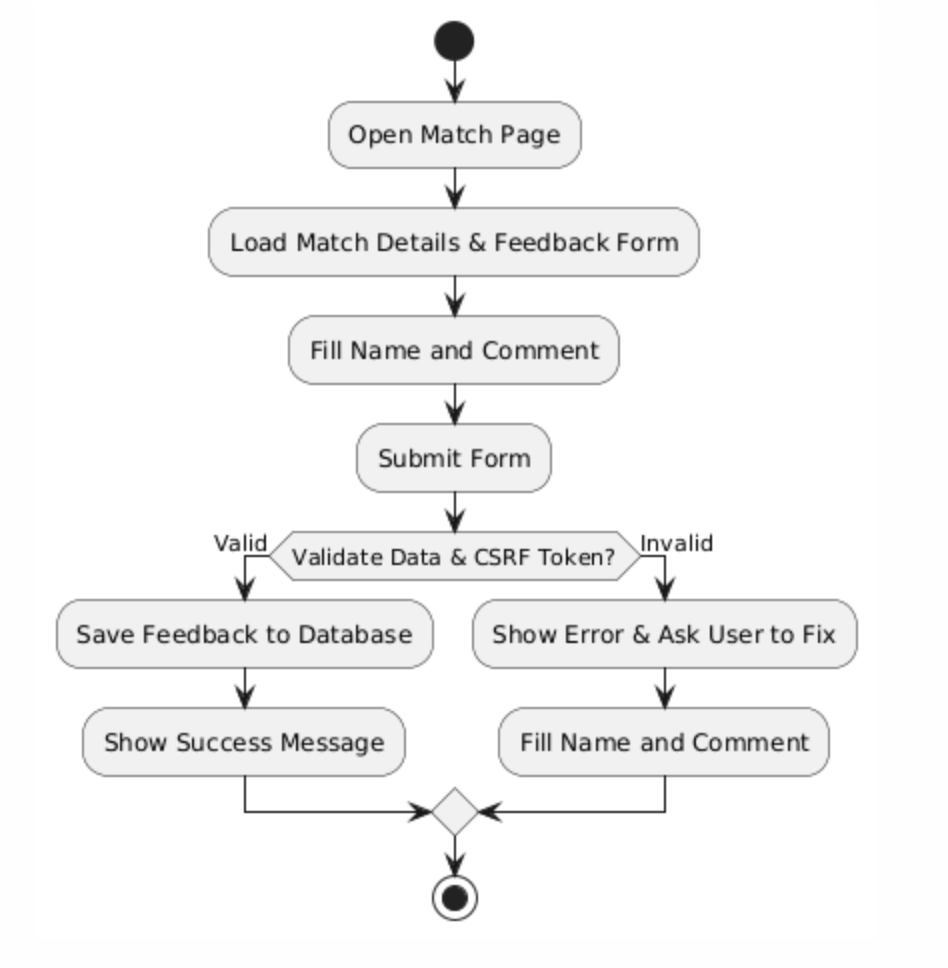 Open Match Page
Load Match Details & Feedback Form
Fill Name and Comment
Submit Form
Valid
Validate Data & CSRF Token?
Invalid
Save Feedback to Database
Show Error & Ask User to Fix
Show Success Message
Fill Name and Comment